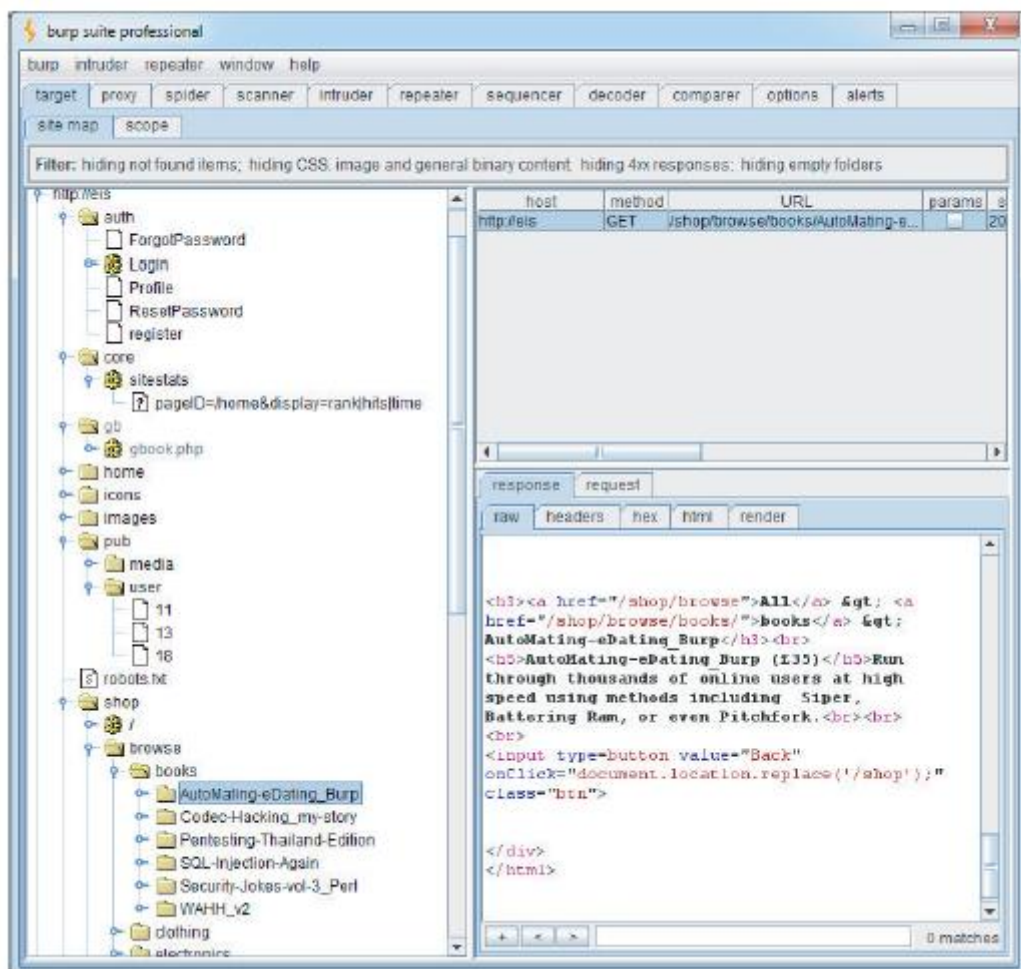 burp suite professional
burp intruder repeater window help
target proxy spider scanner intruder repeater sequencer decoder comparer options alerts
site map scope
Filter: hiding not found items; hiding CSS, image and general binary content; hiding 4xx responses; hiding empty folders
http://eis
auth
ForgotPassword
Login
Profile
ResetPassword
register
core
sitestats
? pageID=/home&display=rank|hits|time
gb
gbook.php
home
icons
images
pub
media
user
11
13
18
robots.txt
shop
/
browse
books
AutoMating-eDating_Burp
Codec-Hacking_my-story
Pentesting-Thailand-Edition
SQL-Injection-Again
Security-Jokes-vol-3_Perl
WAHH_v2
clothing
electronics
host method URL params s
http://eis GET /shop/browse/books/AutoMating-e... 20
response request
raw headers hex html render
<h3><a href="/shop/browse">All</a> &gt; <a
href="/shop/browse/books/">books</a> &gt;
AutoMating-eDating_Burp</h3><br>
<h5>AutoMating-eDating_Burp (£35)</h5>Run
through thousands of online users at high
speed using methods including Siper,
Battering Ram, or even Pitchfork.<br><br>
<br>
<input type=button value="Back"
onClick="document.location.replace('/shop');"
class="btn">
</div>
</html>
+ < > 0 matches